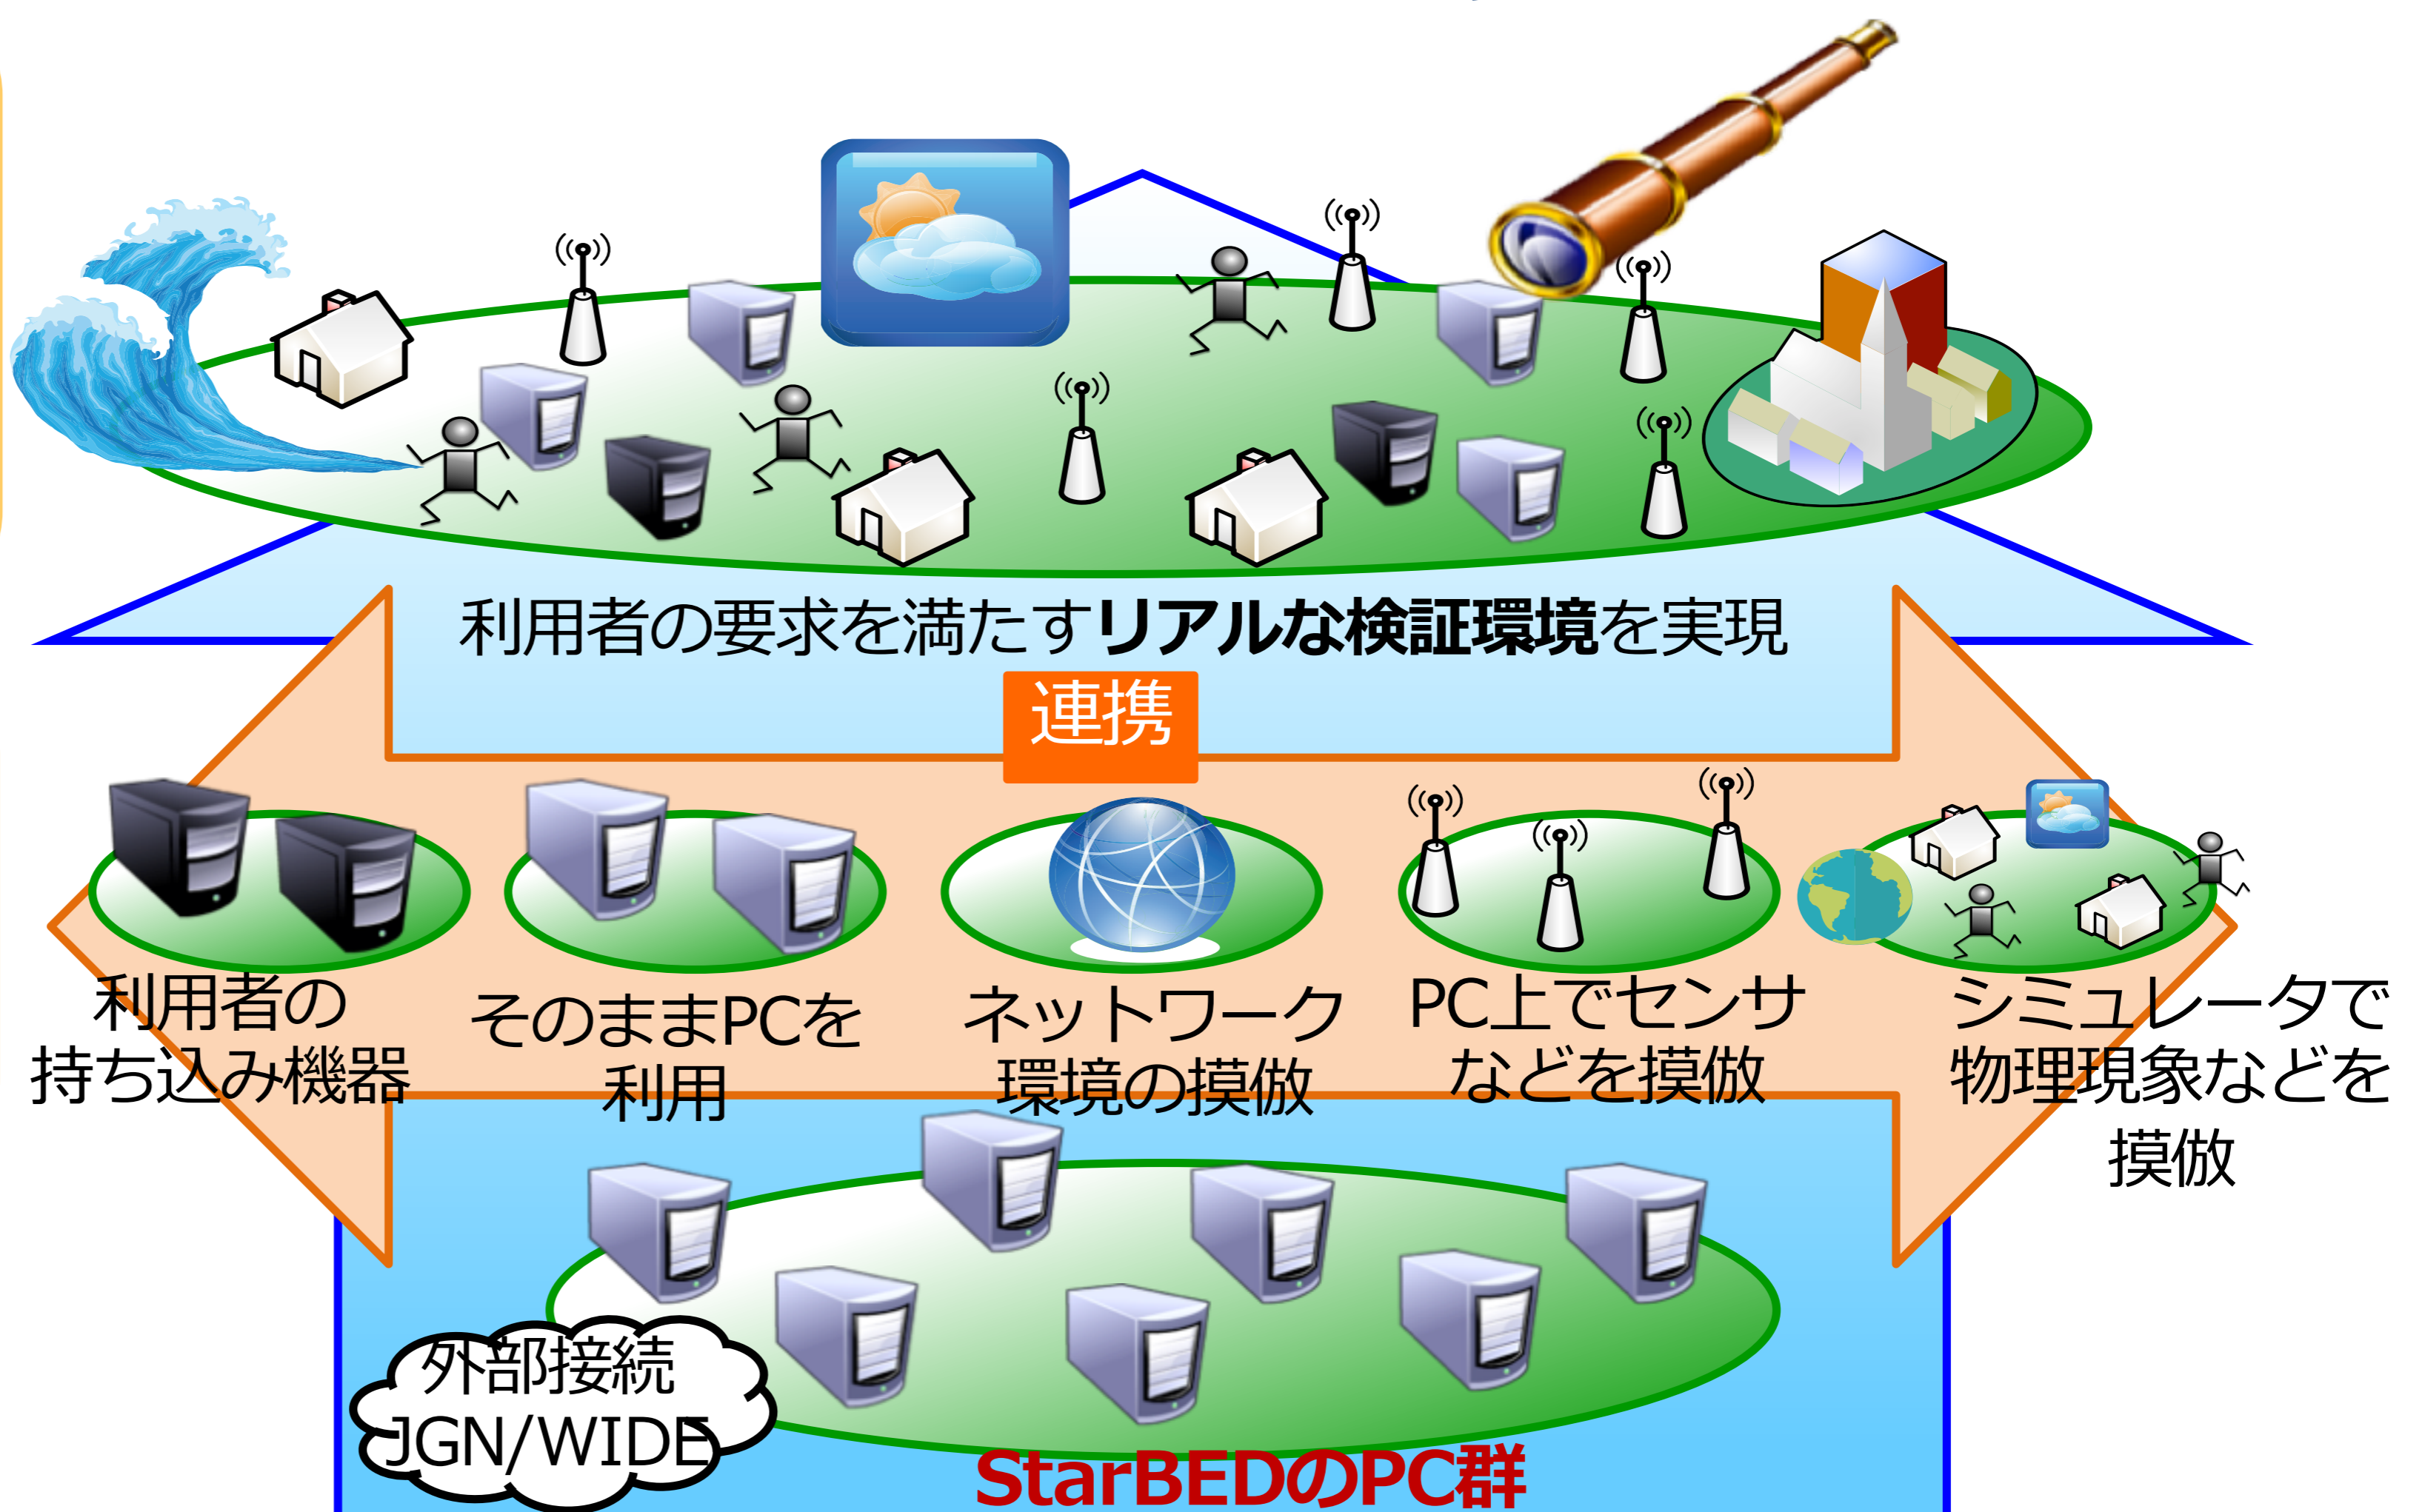 利用者の要求を満たすリアルな検証環境を実現
連携
利用者の
持ち込み機器
そのままPCを
利用
ネットワーク
環境の摸倣
PC上でセンサ
などを摸倣
シミュレータで
物理現象などを
摸倣
外部接続
JGN/WIDE
StarBEDのPC群